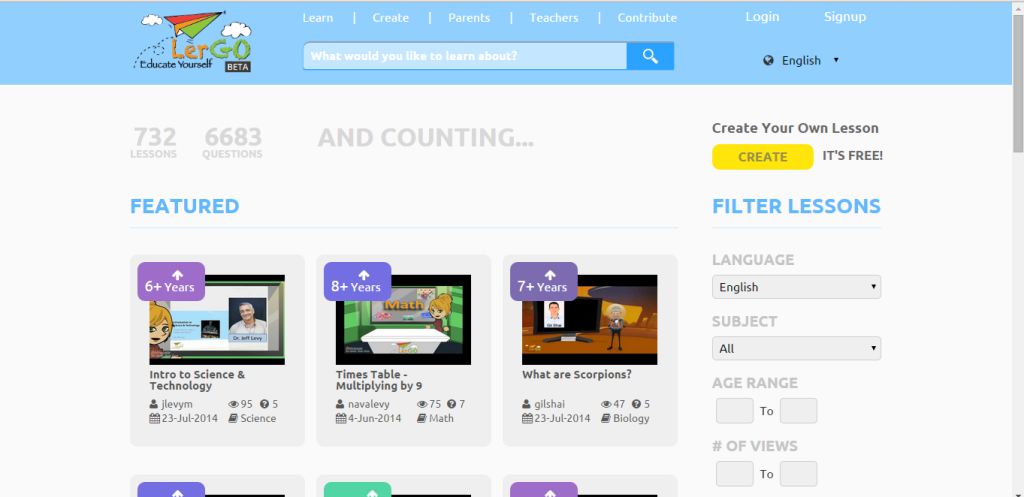 Learn | Create | Parents | Teachers | Contribute
Login Signup
LerGO
Educate Yourself
BETA
What would you like to learn about?
English
732 6683 AND COUNTING...
LESSONS QUESTIONS
Create Your Own Lesson
CREATE IT'S FREE!
FEATURED
6+ Years
Dr. Jeff Levy
Intro to Science &
Technology
jlevym 95 5
23-Jul-2014 Science
8+ Years
Math
LerGO
Times Table -
Multiplying by 9
navalevy 75 7
4-Jun-2014 Math
7+ Years
What are Scorpions?
gilshai 47 5
23-Jul-2014 Biology
FILTER LESSONS
LANGUAGE
English
SUBJECT
All
AGE RANGE
To
# OF VIEWS
To